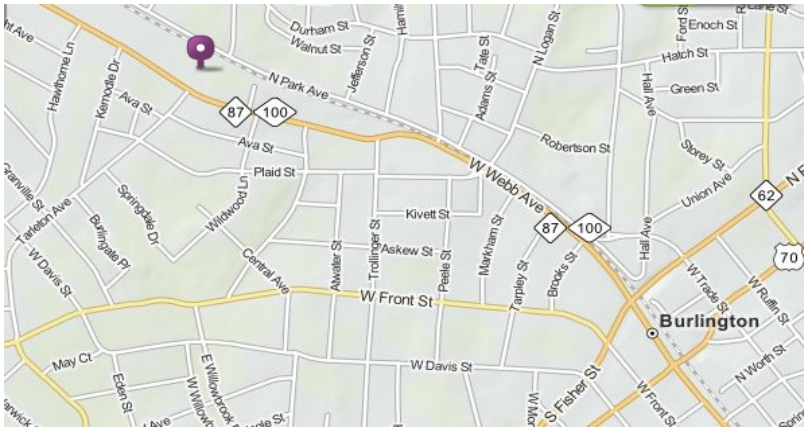 Durham St
Walnut St
Jefferson St
N Park Ave
Tate St
Adams St
N Logan St
Ford St
Enoch St
Hatch St
Hall Ave
Green St
Hawthorne Ln
Kernodle Dr
Ava St
87
100
Ava St
Plaid St
Robertson St
Storey St
Union Ave
W Webb Ave
Granville St
Tarleton Ave
Springdale Dr
Burlingate Pl
Wildwood Ln
Kivett St
87
100
62
70
Hall Ave
W Davis St
Central Ave
Atwater St
Trollinger St
Askew St
Peele St
Markham St
Tarpley St
Brooks St
W Front St
W Trade St
W Ruffin St
Burlington
May Ct
Eden St
W Davis St
S Fisher St
W Front St
N Worth St
E Willowbrook